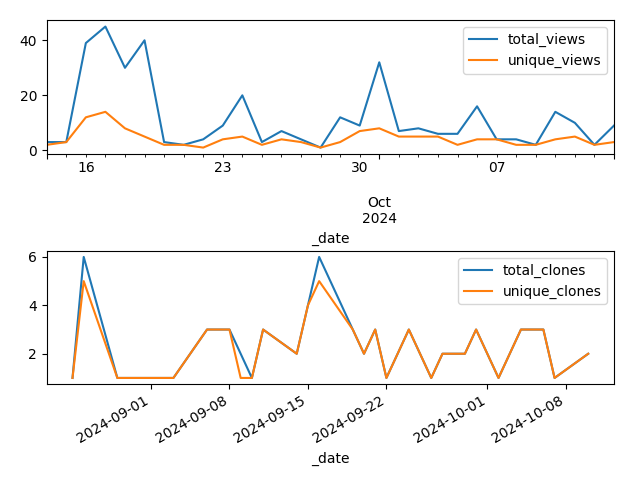 40
20
0
total_views
unique_views
16
23
30
07
Oct
2024
_date
6
4
2
total_clones
unique_clones
2024-09-01
2024-09-08
2024-09-15
2024-09-22
2024-10-01
2024-10-08
_date